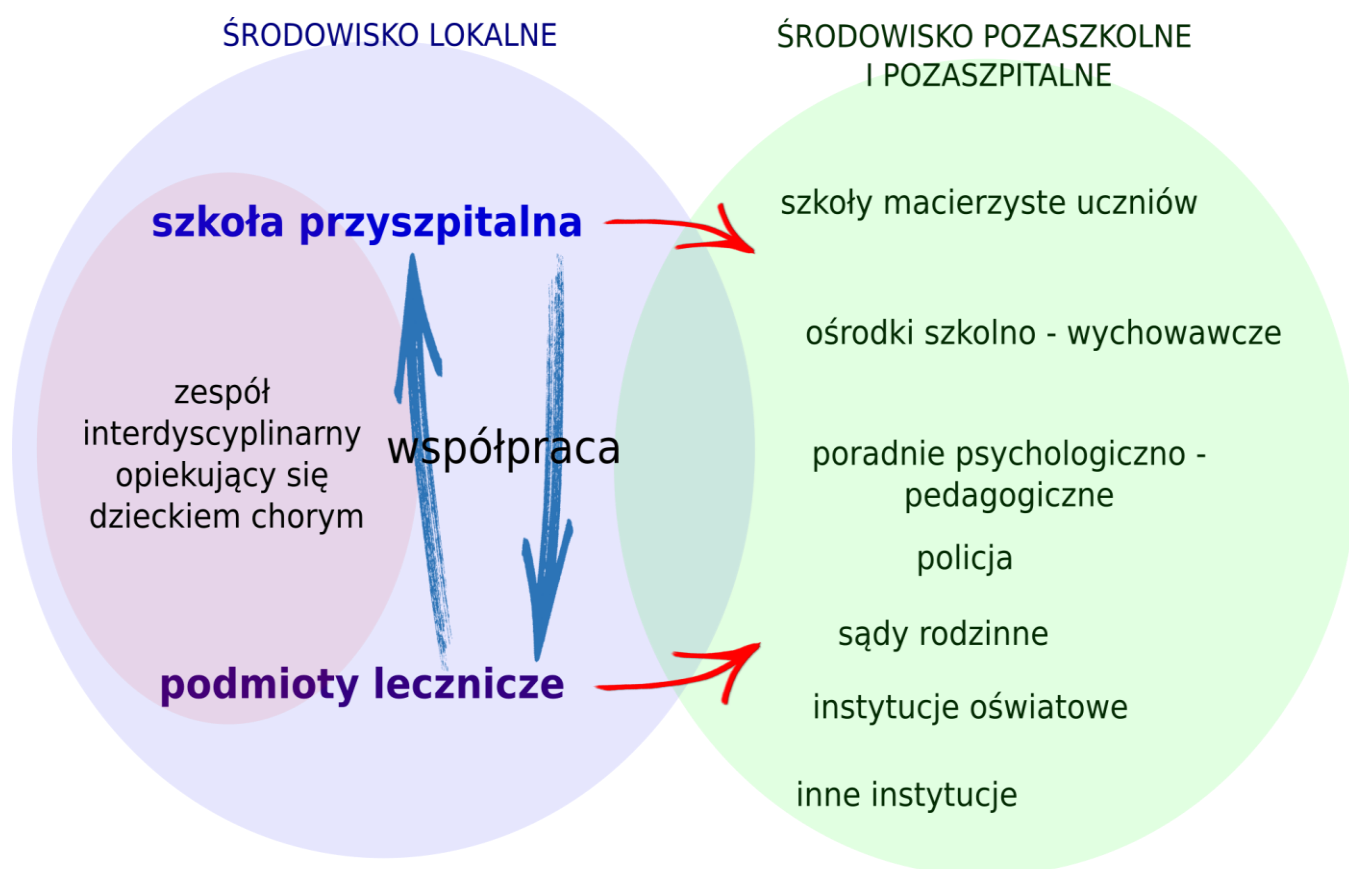 ŚRODOWISKO LOKALNE
szkoła przyszpitalna
zespół
interdyscyplinarny
opiekujący się
dzieckiem chorym
współpraca
podmioty lecznicze
ŚRODOWISKO POZASZKOLNE
I POZASZPITALNE
szkoły macierzyste uczniów
ośrodki szkolno - wychowawcze
poradnie psychologiczno -
pedagogiczne
policja
sądy rodzinne
instytucje oświatowe
inne instytucje